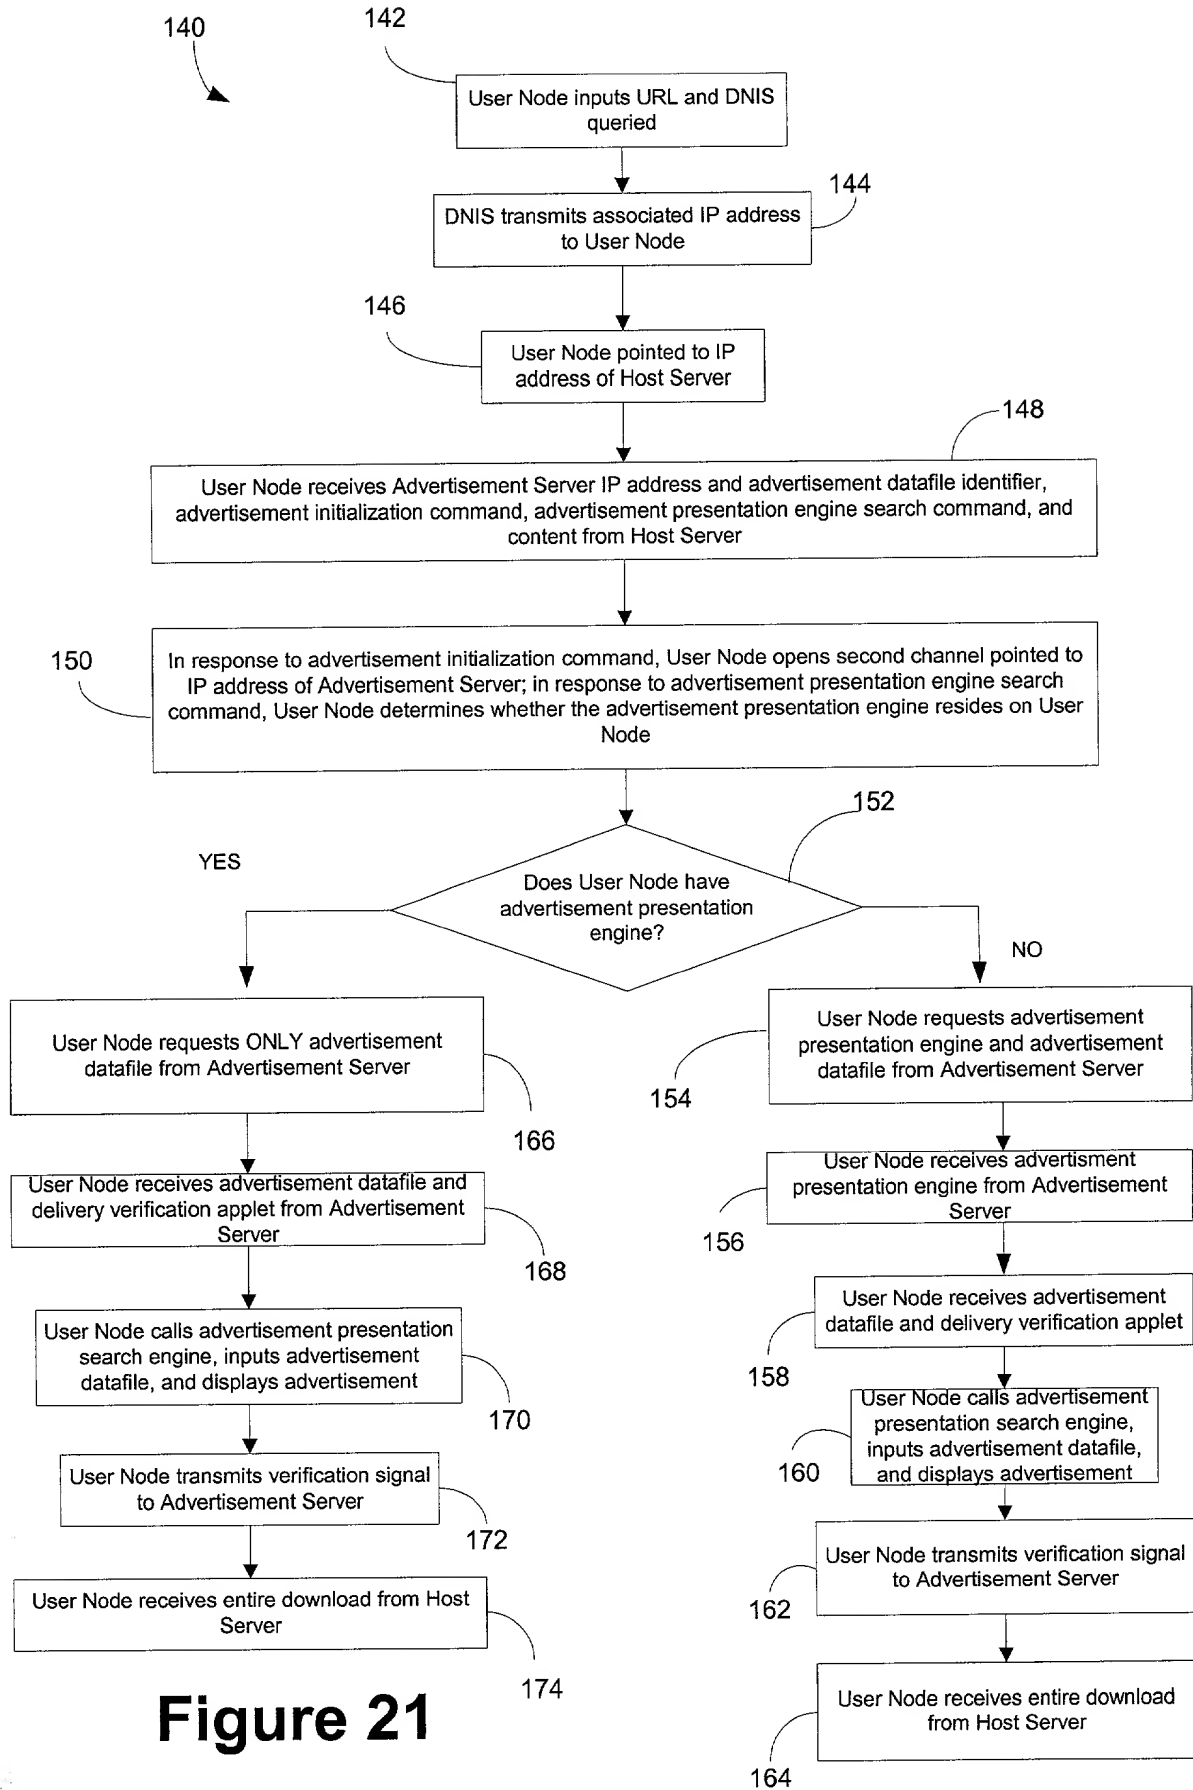 140
142
User Node inputs URL and DNIS
queried
144
DNIS transmits associated IP address
to User Node
146
User Node pointed to IP
address of Host Server
148
User Node receives Advertisement Server IP address and advertisement datafile identifier,
advertisement initialization command, advertisement presentation engine search command, and
content from Host Server
150
In response to advertisement initialization command, User Node opens second channel pointed to
IP address of Advertisement Server; in response to advertisement presentation engine search
command, User Node determines whether the advertisement presentation engine resides on User
Node
152
YES
Does User Node have
advertisement presentation
engine?
NO
User Node requests ONLY advertisement
datafile from Advertisement Server
166
User Node receives advertisement datafile and
delivery verification applet from Advertisement
Server
168
User Node calls advertisement presentation
search engine, inputs advertisement
datafile, and displays advertisement
170
User Node transmits verification signal
to Advertisement Server
172
User Node receives entire download from Host
Server
174
User Node requests advertisement
presentation engine and advertisement
datafile from Advertisement Server
154
User Node receives advertisment
presentation engine from Advertisement
Server
156
User Node receives advertisement
datafile and delivery verification applet
158
User Node calls advertisement
presentation search engine,
inputs advertisement datafile,
and displays advertisement
160
User Node transmits verification signal
to Advertisement Server
162
User Node receives entire download
from Host Server
164
Figure 21